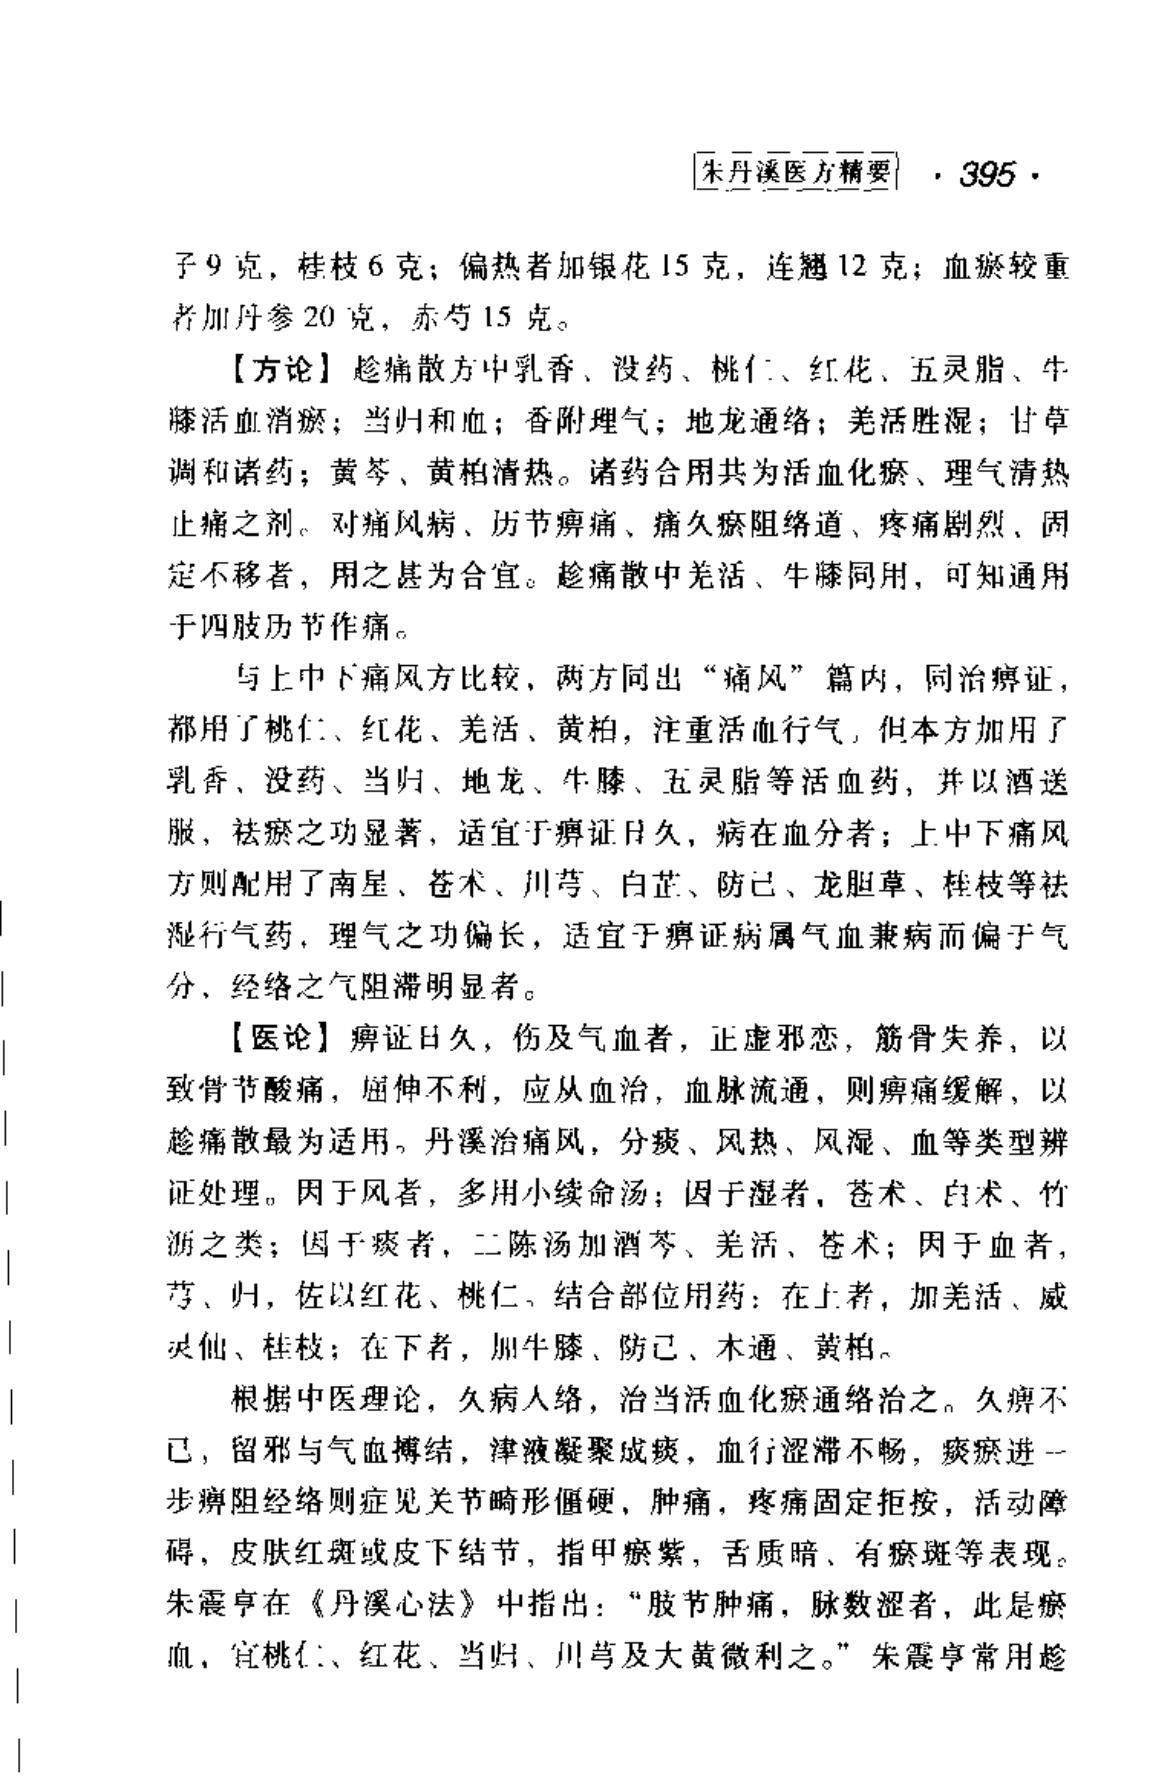 朱丹溪医方精要 · 395 ·
子9克，桂枝6克；偏热者加银花15克，连翘12克；血瘀较重
者加丹参20克，赤芍15克。
【方论】趁痛散方中乳香、没药、桃仁、红花、五灵脂、牛
膝活血消瘀；当归和血；香附理气；地龙通络；羌活胜湿；甘草
调和诸药；黄芩、黄柏清热。诸药合用共为活血化瘀、理气清热
止痛之剂。对痛风病、历节痹痛、痛久瘀阻络道、疼痛剧烈、固
定不移者，用之甚为合宜。趁痛散中羌活、牛膝同用，可知通用
于四肢历节作痛。
与上中下痛风方比较，两方同出“痛风”篇内，同治痹证，
都用了桃仁、红花、羌活、黄柏，注重活血行气，但本方加用了
乳香、没药、当归、地龙、牛膝、五灵脂等活血药，并以酒送
服，祛瘀之功显著，适宜于痹证日久，病在血分者；上中下痛风
方则配用了南星、苍术、川芎、白芷、防己、龙胆草、桂枝等祛
湿行气药，理气之功偏长，适宜于痹证病属气血兼病而偏于气
分，经络之气阻滞明显者。
【医论】痹证日久，伤及气血者，正虚邪恋，筋骨失养，以
致骨节酸痛，屈伸不利，应从血治，血脉流通，则痹痛缓解，以
趁痛散最为适用。丹溪治痛风，分痰、风热、风湿、血等类型辨
证处理。因于风者，多用小续命汤；因于湿者，苍术、白术、竹
沥之类；因于痰者，二陈汤加酒芩、羌活、苍术；因于血者，
芎、归，佐以红花、桃仁。结合部位用药：在上者，加羌活、威
灵仙、桂枝；在下者，加牛膝、防己、木通、黄柏。
根据中医理论，久病入络，治当活血化瘀通络治之。久痹不
已，留邪与气血搏结，津液凝聚成痰，血行涩滞不畅，痰瘀进一
步痹阻经络则症见关节畸形僵硬，肿痛，疼痛固定拒按，活动障
碍，皮肤红斑或皮下结节，指甲瘀紫，舌质暗、有瘀斑等表现。
朱震亨在《丹溪心法》中指出：“肢节肿痛，脉数涩者，此是瘀
血，宜桃仁、红花、当归、川芎及大黄微利之。”朱震亨常用趁